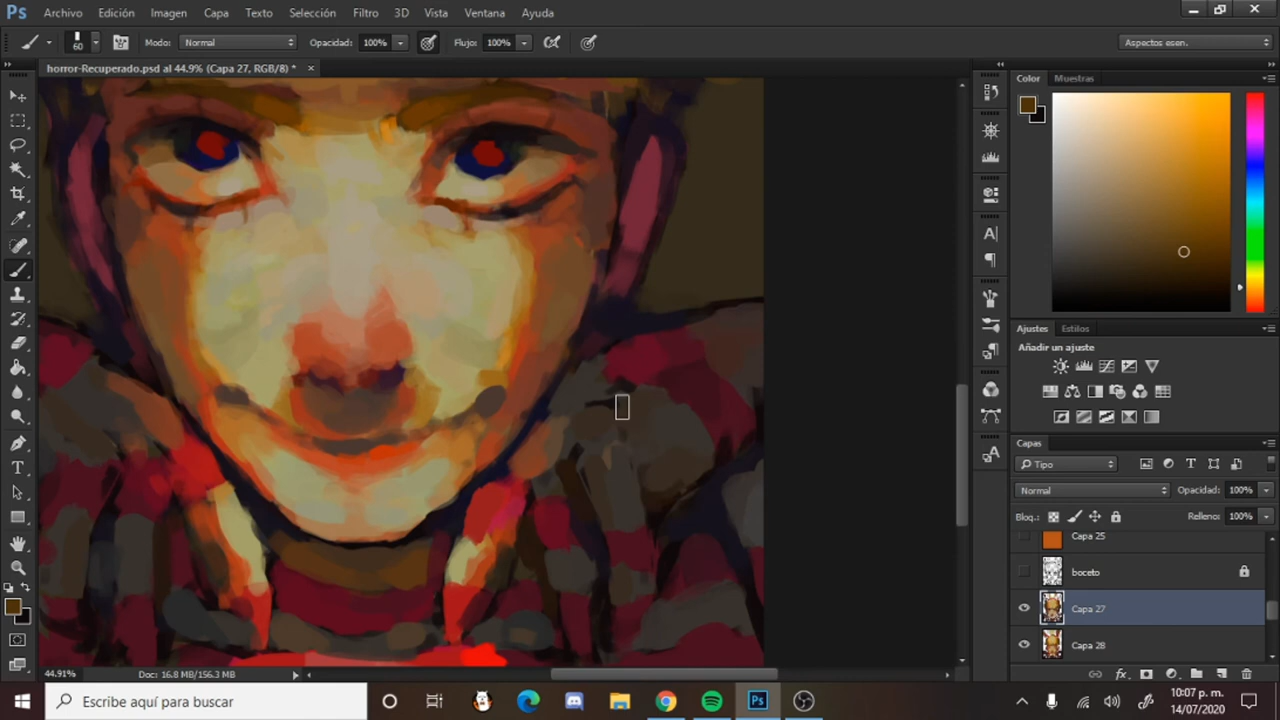 Ps Archivo Edición Imagen Capa Texto Selección Filtro 3D Vista Ventana Ayuda
60 Modo: Normal Opacidad: 100% Flujo: 100% Aspectos esen.
horror-Recuperado.psd al 44.9% (Capa 27, RGB/8) *
Color Muestras
Ajustes Estilos
Añadir un ajuste
Capas
Tipo
Normal Opacidad: 100%
Bloq.: Relleno: 100%
Capa 25
boceto
Capa 27
Capa 28
44.91% Doc: 16.8 MB/156.3 MB
Escribe aquí para buscar
Ps
10:07 p. m.
14/07/2020